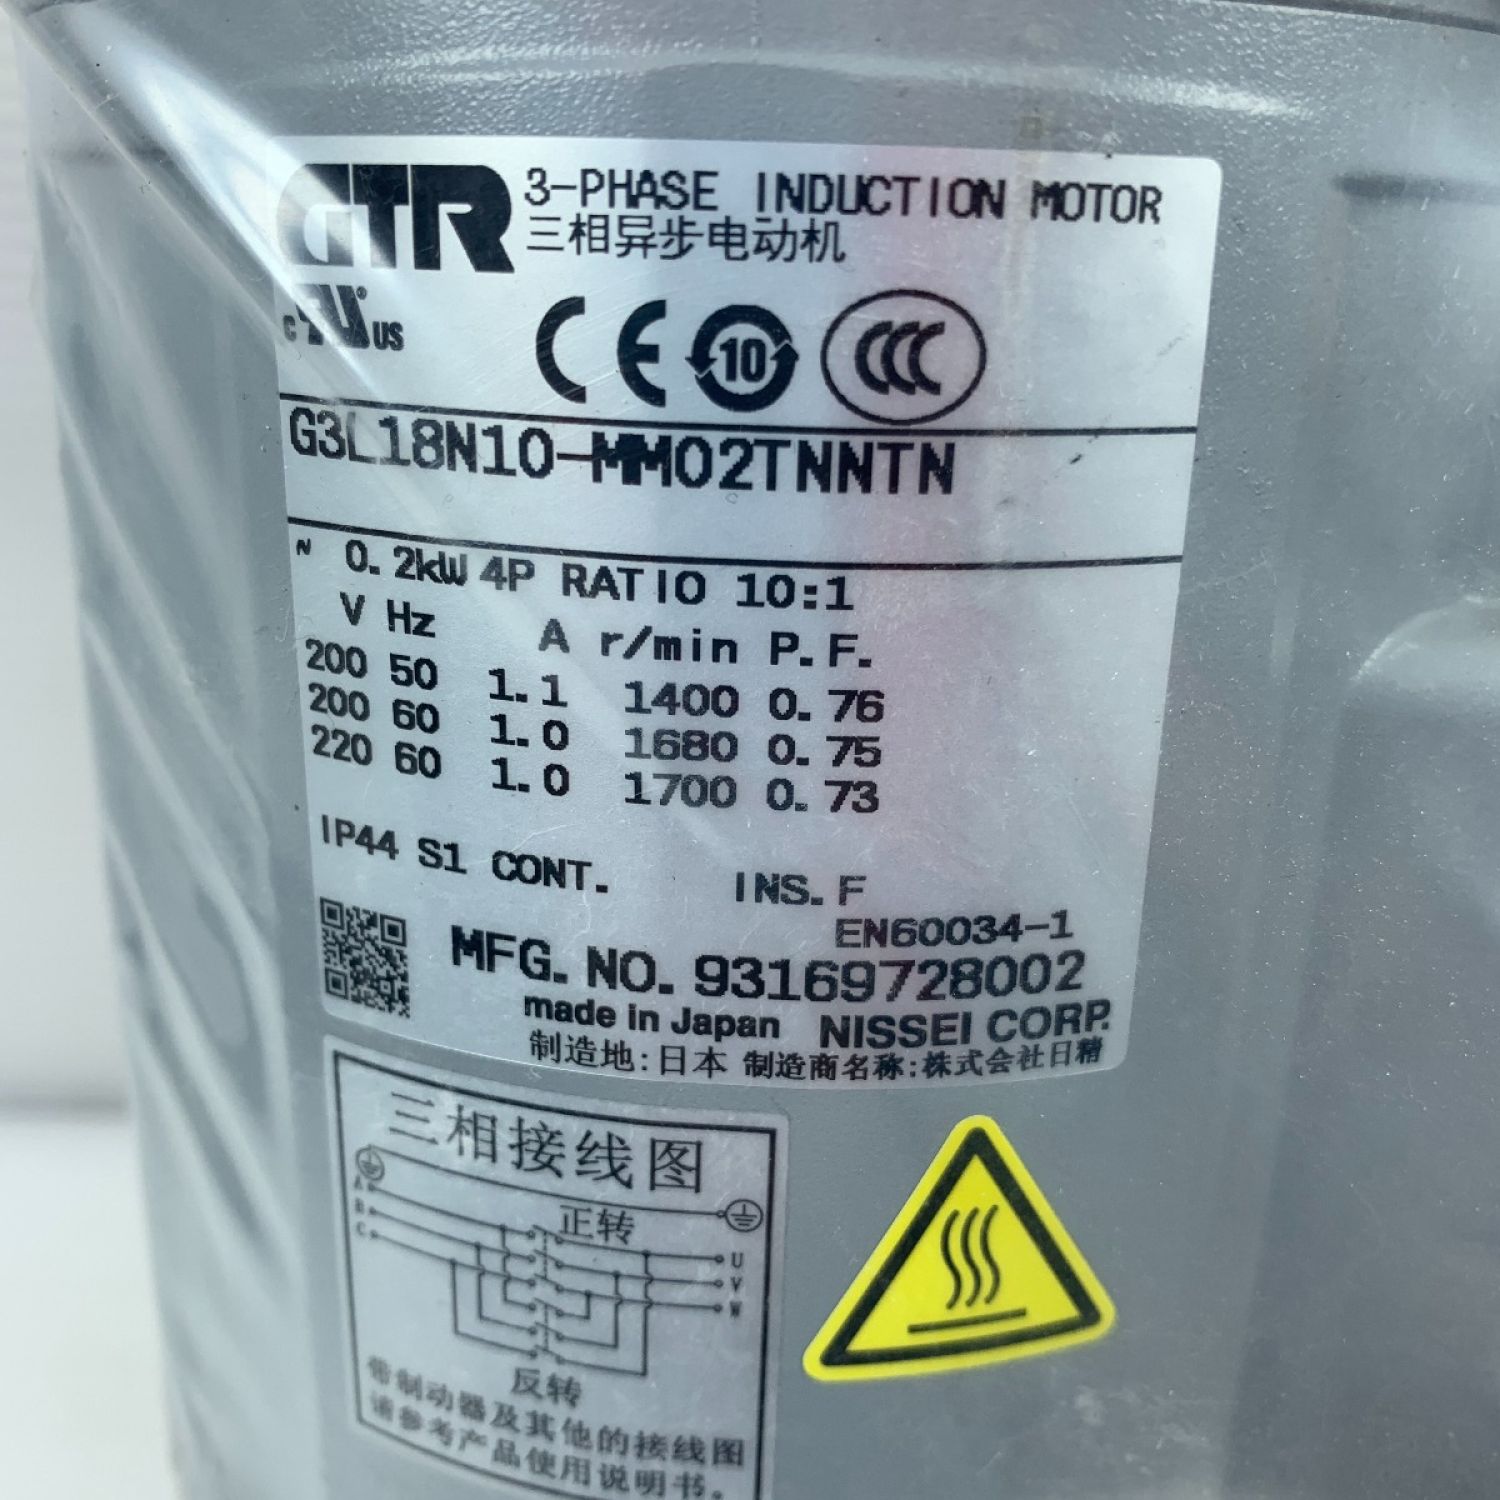 GTR 3-PHASE INDUCTION MOTOR
三相异步电动机
c UL® US CE 10 CCC
G3L18N10-MM02TNNTN
~ 0.2kW 4P RATIO 10:1
V Hz A r/min P.F.
200 50 1.1 1400 0.76
200 60 1.0 1680 0.75
220 60 1.0 1700 0.73
IP44 S1 CONT. INS.F
EN60034-1
MFG. NO. 93169728002
made in Japan NISSEI CORP.
制造地:日本 制造商名称:株式会社日精
三相接线图
A
B
C
正转
U
V
W
反转
带制动器及其他的接线图
请参考产品使用说明书。